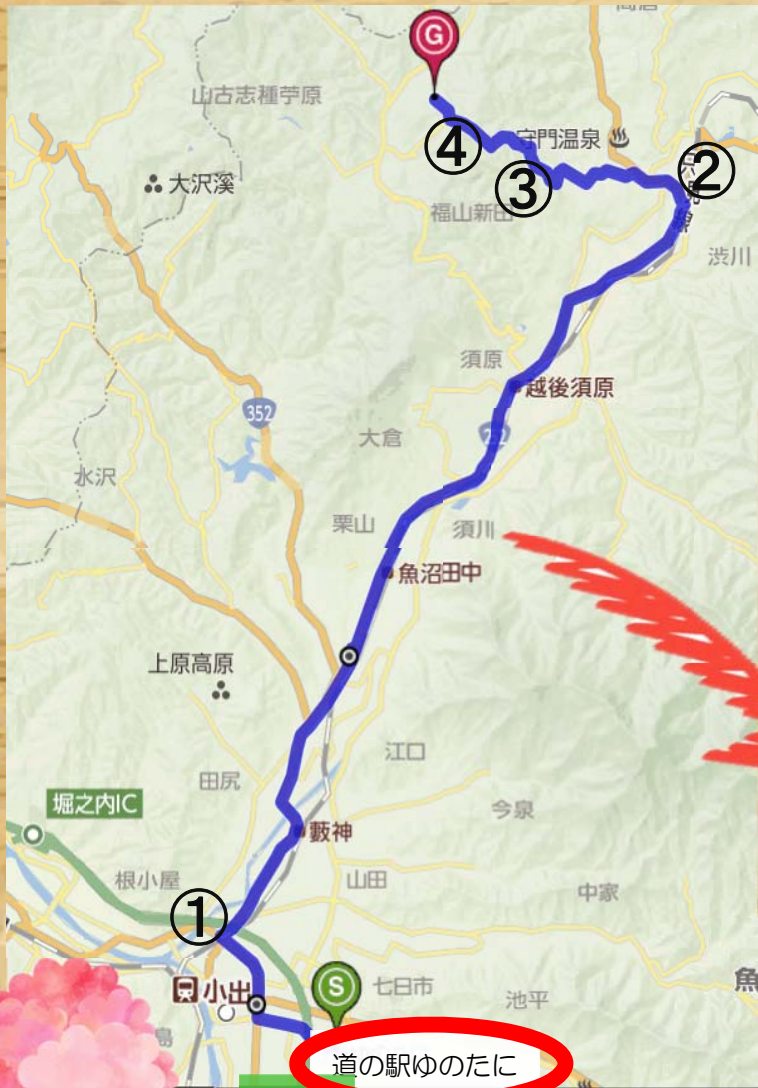 G
山古志種苧原
④
守門温泉
②
大沢溪
③
福山新田
渋川
須原
越後須原
352
大倉
水沢
栗山
須川
魚沼田中
上原高原
江口
田尻
堀之内IC
今泉
藪神
根小屋
山田
中家
①
小出
S
七日市
池平
魚
島
道の駅ゆのたに